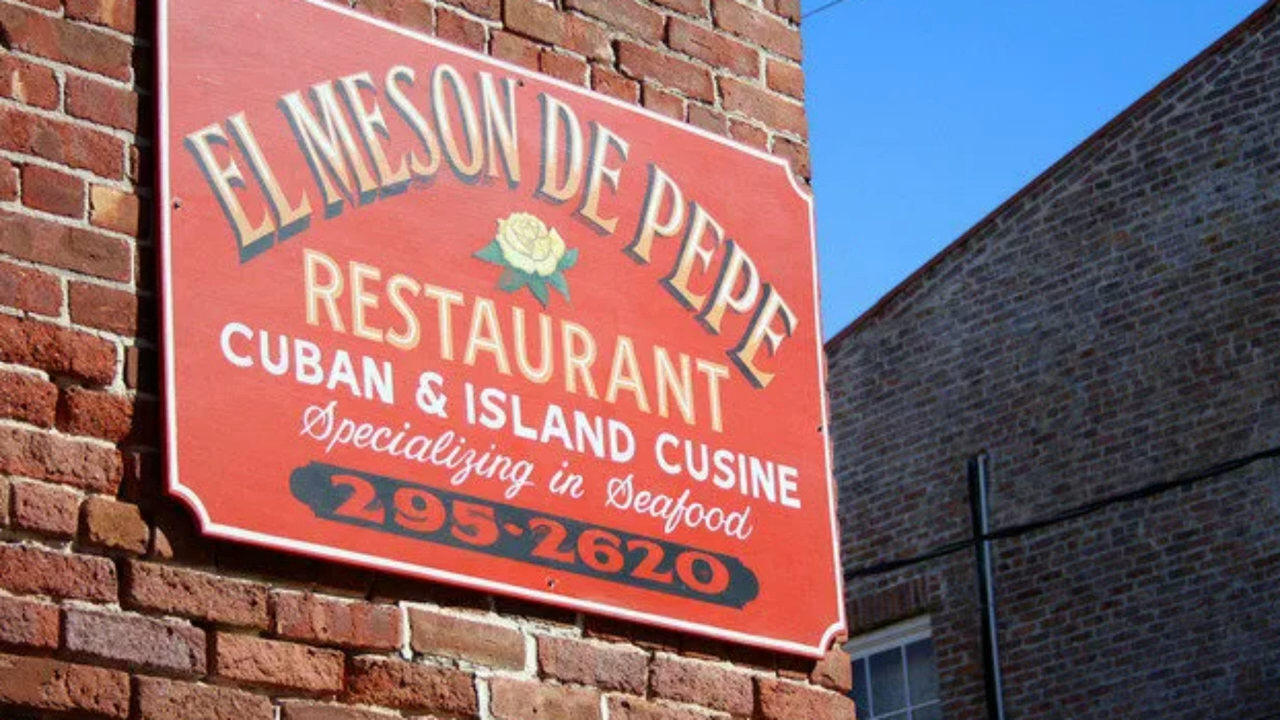 EL MESON DE PEPE
RESTAURANT
CUBAN & ISLAND CUSINE
Specializing in Seafood
295-2620